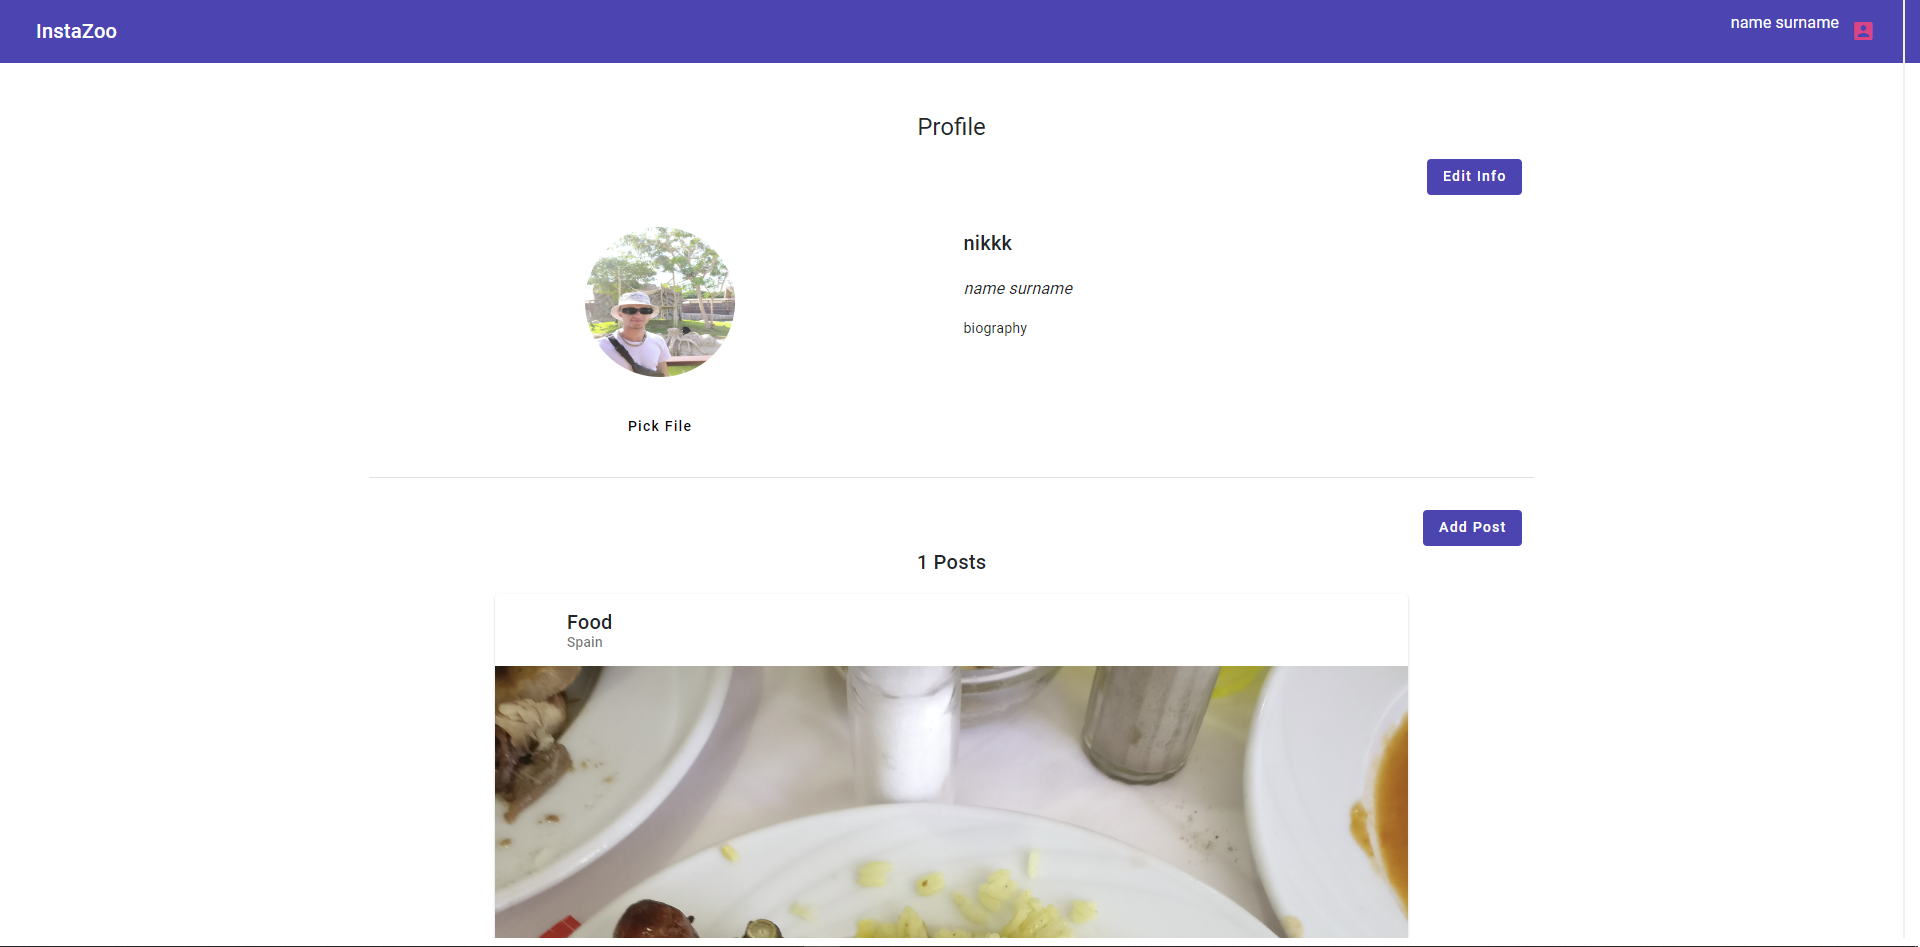 InstaZoo
name surname
Profile
Edit Info
nikkk
name surname
biography
Pick File
Add Post
1 Posts
Food
Spain